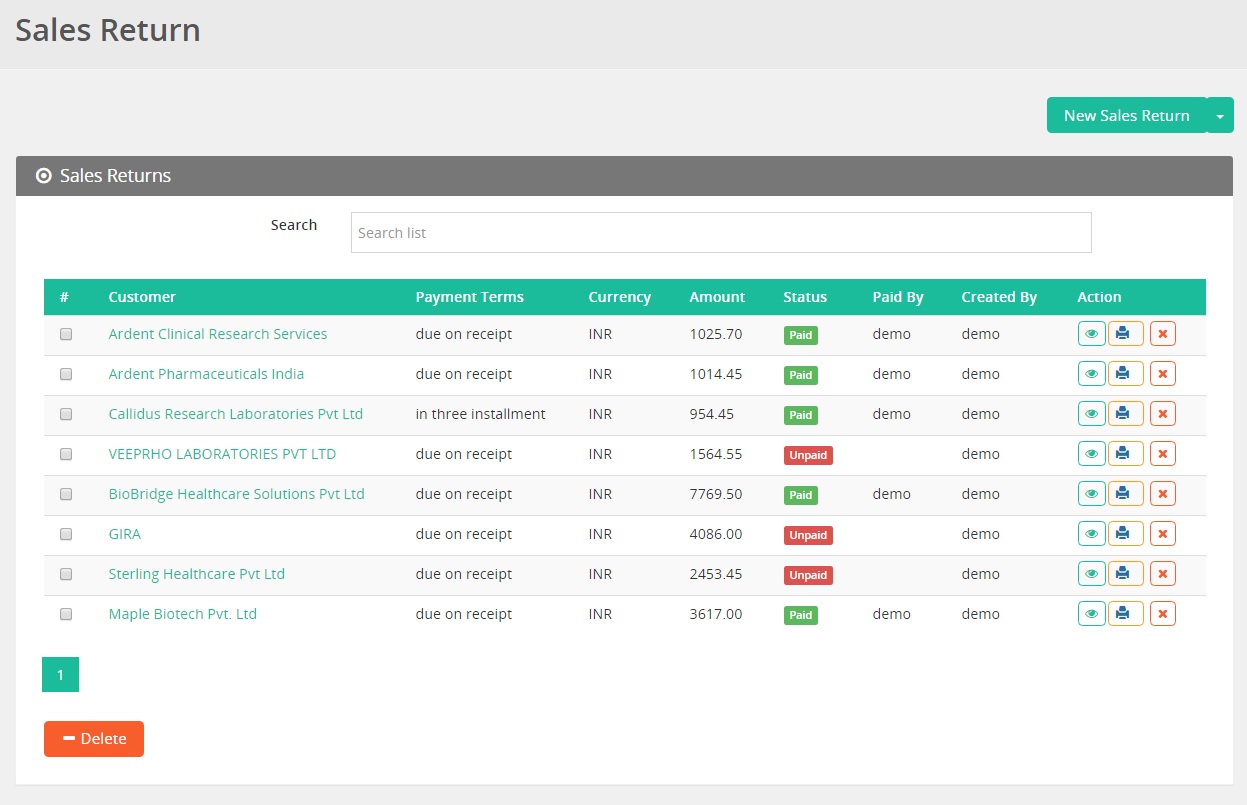 Sales Return
New Sales Return
Sales Returns
Search Search list
# Customer Payment Terms Currency Amount Status Paid By Created By Action
Ardent Clinical Research Services due on receipt INR 1025.70 Paid demo demo
Ardent Pharmaceuticals India due on receipt INR 1014.45 Paid demo demo
Callidus Research Laboratories Pvt Ltd in three installment INR 954.45 Paid demo demo
VEEPRHO LABORATORIES PVT LTD due on receipt INR 1564.55 Unpaid demo
BioBridge Healthcare Solutions Pvt Ltd due on receipt INR 7769.50 Paid demo demo
GIRA due on receipt INR 4086.00 Unpaid demo
Sterling Healthcare Pvt Ltd due on receipt INR 2453.45 Unpaid demo
Maple Biotech Pvt. Ltd due on receipt INR 3617.00 Paid demo demo
1
Delete